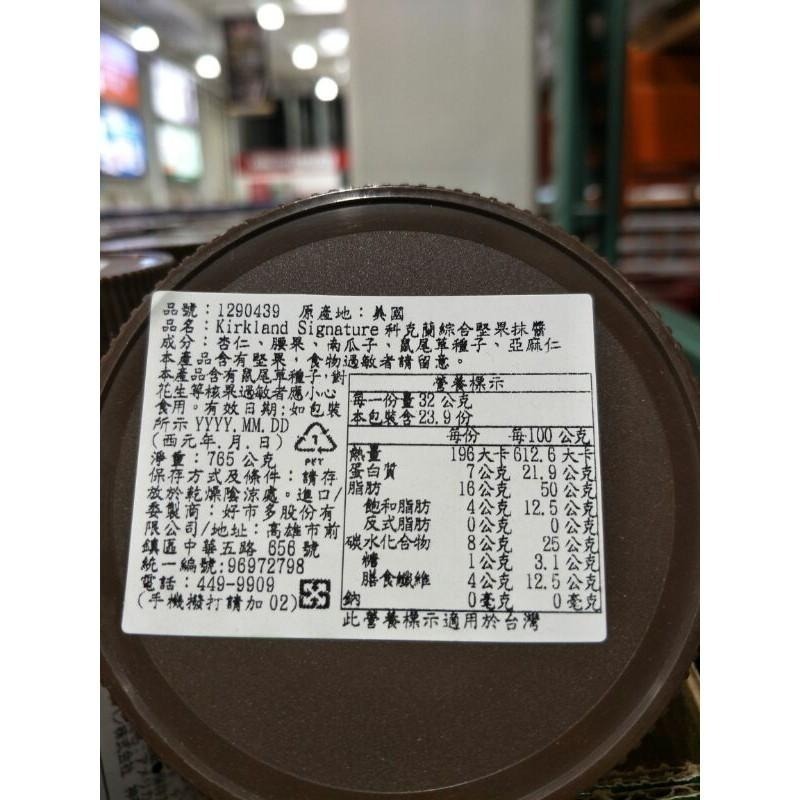 品號：1290439 原產地：美國
品名：Kirkland Signature 科克蘭綜合堅果抹醬
成分：杏仁、腰果、南瓜子、鼠尾草種子、亞麻仁
本產品含有堅果，食物過敏者請留意。
本產品含有鼠尾草種子，對
花生等核果過敏者應小心
食用。有效日期：如包裝
所示 YYYY.MM.DD
(西元年.月.日)
1
PET
淨重：765 公克
保存方式及條件：請存
放於乾燥陰涼處。進口/
委製商：好市多股份有
限公司/地址：高雄市前
鎮區中華五路 656 號
統一編號:96972798
電話：449-9909
(手機撥打請加 02)
營養標示
每一份量 32 公克
本包裝含 23.9 份
每份 每100 公克
熱量 196 大卡 612.6 大卡
蛋白質 7 公克 21.9 公克
脂肪 16 公克 50 公克
飽和脂肪 4 公克 12.5 公克
反式脂肪 0 公克 0 公克
碳水化合物 8 公克 25 公克
糖 1 公克 3.1 公克
膳食纖維 4 公克 12.5 公克
鈉 0 毫克 0 毫克
此營養標示適用於台灣